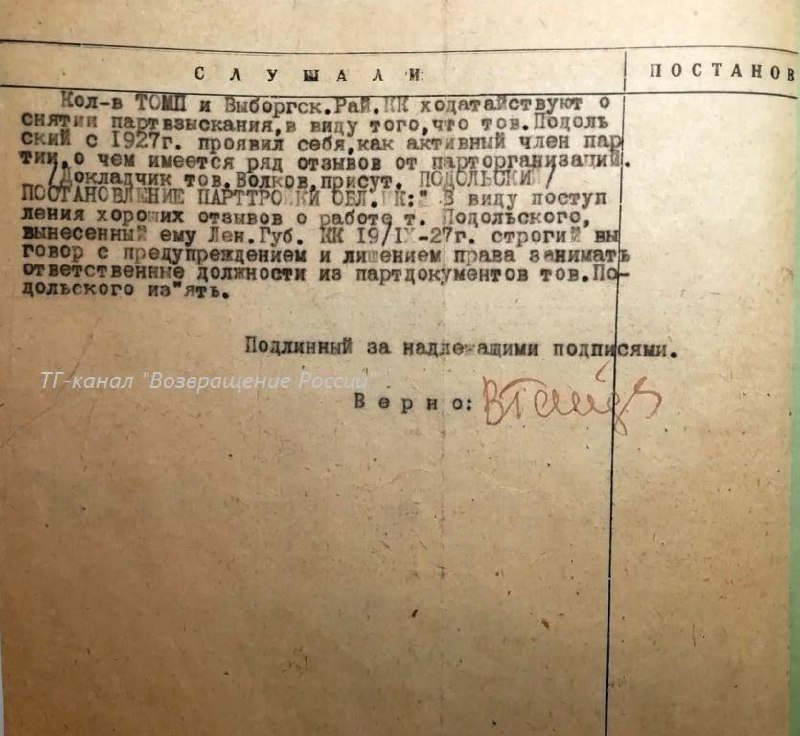 СЛУШАЛИ
ПОСТАНОВ
Кол-в ТОМП и Выборгск.Рай.КК ходатайствуют о
снятии партвзыскания,в виду того,что тов.Подоль
ский с 1927г. проявил себя,как активный член пар
тии,о чем имеется ряд отзывов от парторганизаций.
/Докладчик тов.Волков,присут. ПОДОЛЬСКИЙ/
ПОСТАНОВЛЕНИЕ ПАРТТРОЙКИ ОБЛ.КК:" В виду поступ
ления хороших отзывов о работе т. Подольского,
вынесенный ему Лен.Губ. КК 19/IX-27г. строгий вы
говор с предупреждением и лишением права занимать
ответственные должности из партдокументов тов.По-
дольского из"ять.
Подлинный за надлежащими подписями.
ТГ-канал "Возвращение России
Верно: